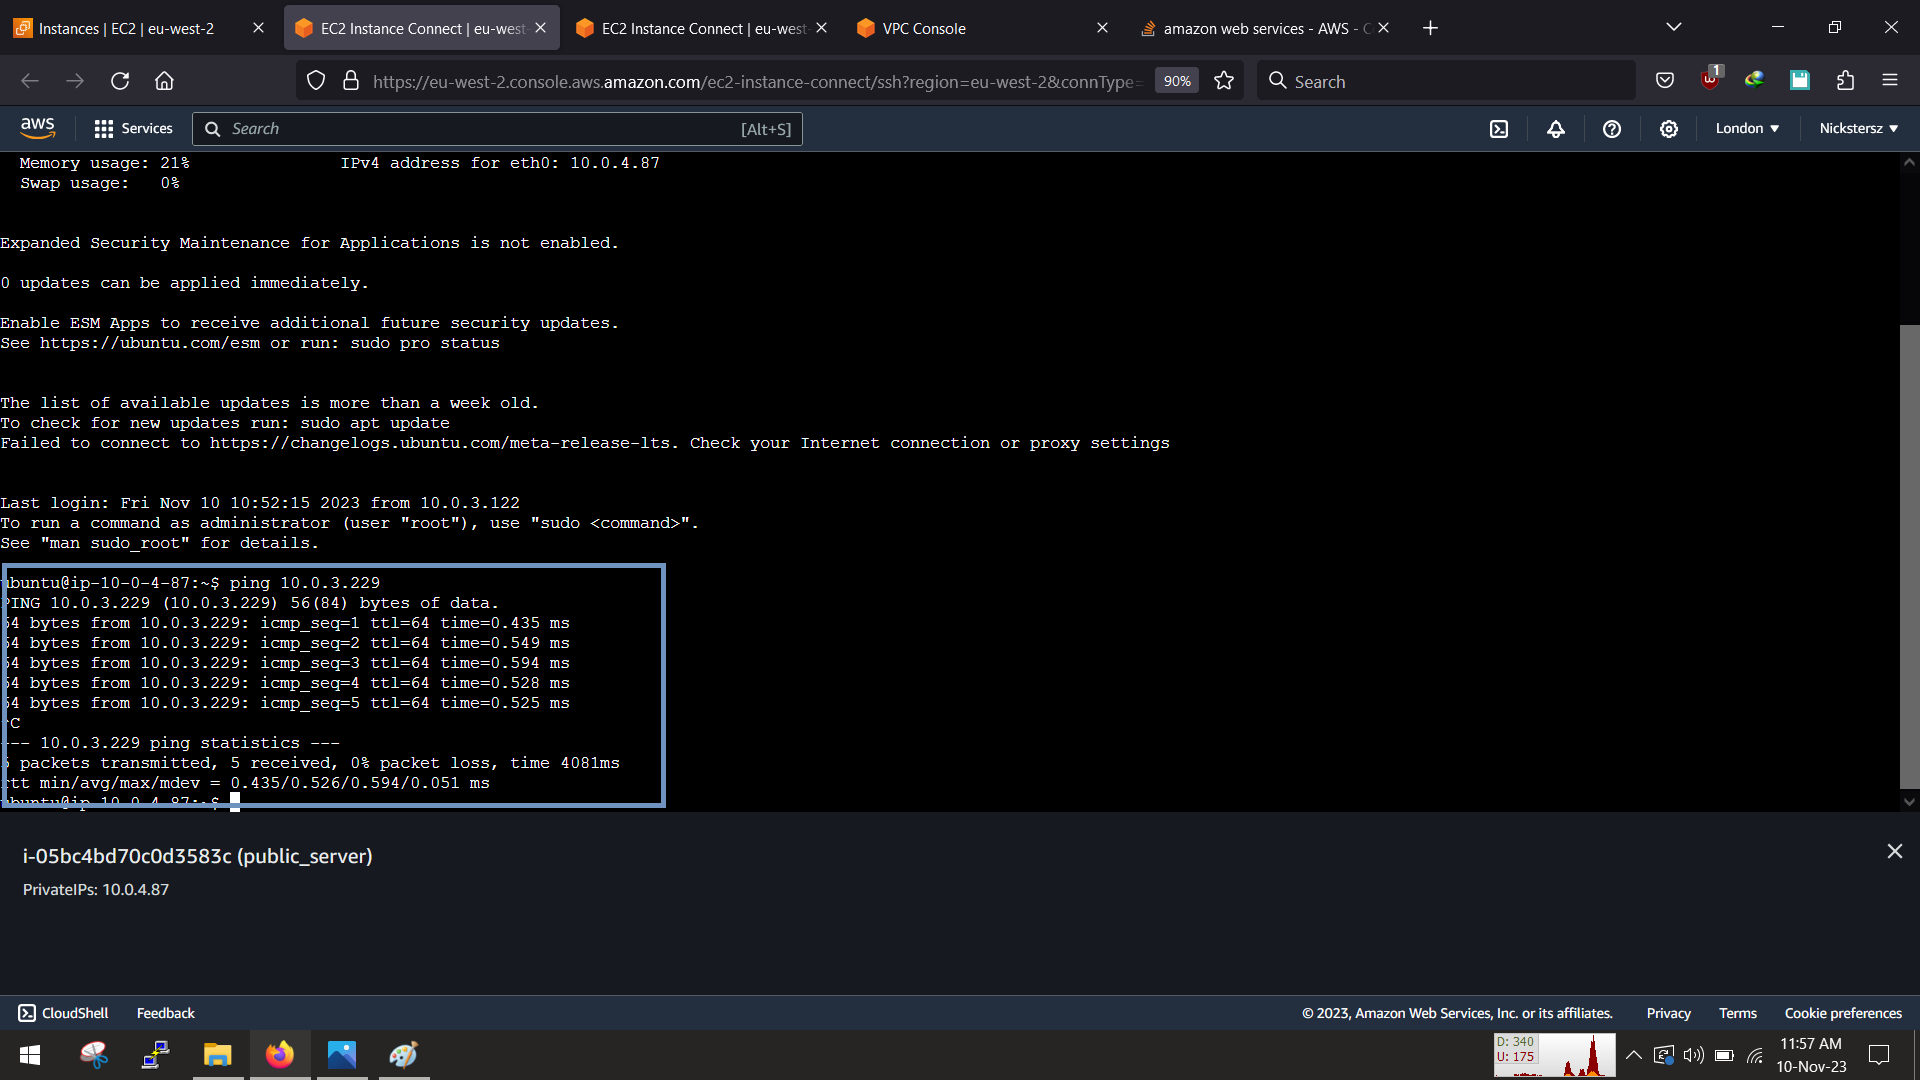 Instances | EC2 | eu-west-2
EC2 Instance Connect | eu-west-
EC2 Instance Connect | eu-west-
VPC Console
amazon web services - AWS - C
https://eu-west-2.console.aws.amazon.com/ec2-instance-connect/ssh?region=eu-west-2&connType=
90%
Search
1
aws
Services
Search
[Alt+S]
London
Nickstersz
Memory usage: 21% IPv4 address for eth0: 10.0.4.87
Swap usage: 0%
Expanded Security Maintenance for Applications is not enabled.
0 updates can be applied immediately.
Enable ESM Apps to receive additional future security updates.
See https://ubuntu.com/esm or run: sudo pro status
The list of available updates is more than a week old.
To check for new updates run: sudo apt update
Failed to connect to https://changelogs.ubuntu.com/meta-release-lts. Check your Internet connection or proxy settings
Last login: Fri Nov 10 10:52:15 2023 from 10.0.3.122
To run a command as administrator (user "root"), use "sudo <command>".
See "man sudo_root" for details.
ubuntu@ip-10-0-4-87:~$ ping 10.0.3.229
PING 10.0.3.229 (10.0.3.229) 56(84) bytes of data.
64 bytes from 10.0.3.229: icmp_seq=1 ttl=64 time=0.435 ms
64 bytes from 10.0.3.229: icmp_seq=2 ttl=64 time=0.549 ms
64 bytes from 10.0.3.229: icmp_seq=3 ttl=64 time=0.594 ms
64 bytes from 10.0.3.229: icmp_seq=4 ttl=64 time=0.528 ms
64 bytes from 10.0.3.229: icmp_seq=5 ttl=64 time=0.525 ms
^C
--- 10.0.3.229 ping statistics ---
5 packets transmitted, 5 received, 0% packet loss, time 4081ms
rtt min/avg/max/mdev = 0.435/0.526/0.594/0.051 ms
ubuntu@ip-10-0-4-87:~$
i-05bc4bd70c0d3583c (public_server)
PrivateIPs: 10.0.4.87
CloudShell
Feedback
© 2023, Amazon Web Services, Inc. or its affiliates.
Privacy
Terms
Cookie preferences
D: 340
U: 175
11:57 AM
10-Nov-23